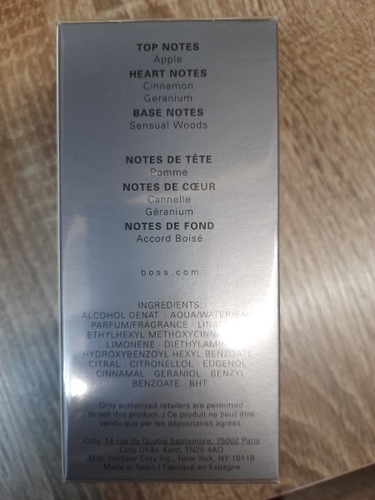 TOP NOTES
Apple
HEART NOTES
Cinnamon
Geranium
BASE NOTES
Sensual Woods
NOTES DE TÊTE
Pomme
NOTES DE CŒUR
Cannelle
Géranium
NOTES DE FOND
Accord Boisé
boss.com
INGREDIENTS:
ALCOHOL DENAT. · AQUA/WATER/EAU
PARFUM/FRAGRANCE ·
ETHYLHEXYL
LIMONENE ·
HYDROXYBENZOYL HEXYL BENZOATE
CITRAL · CITRONELLOL · EUGENOL
CINNAMAL · GERANIOL · BENZYL
BENZOATE · BHT.
Only authorized retailers are permitted
to sell this product. / Ce produit ne peut être
vendu que par les dépositaires agréés.
Coty, 14 rue du Quatre Septembre, 75002 Paris
Coty UK&I, Kent, TN25 4AQ
Dist. for/pour Coty Inc., New York, NY 10118
Made in Spain / Fabriqué en Espagne